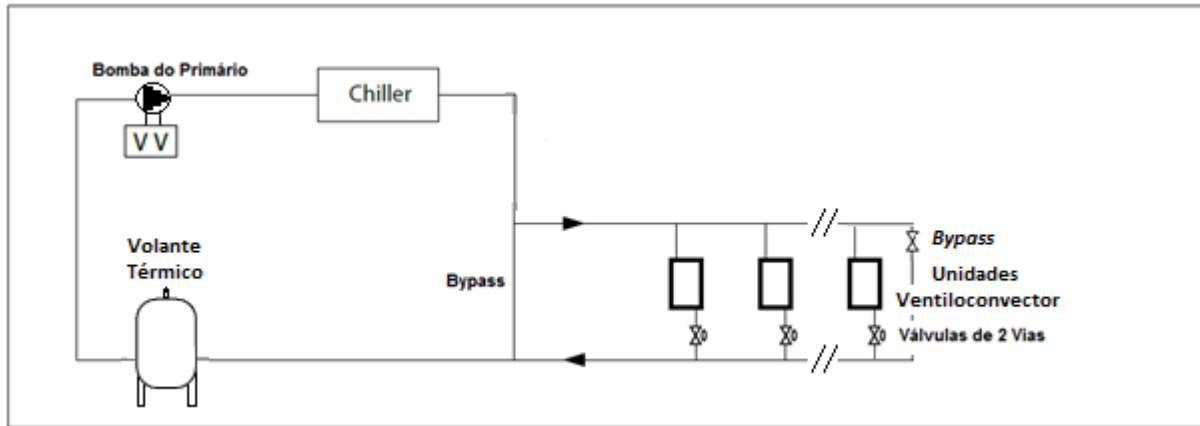 Bomba do Primário
Chiller
V V
Volante
Térmico
Bypass
Bypass
Unidades
Ventiloconvector
Válvulas de 2 Vias